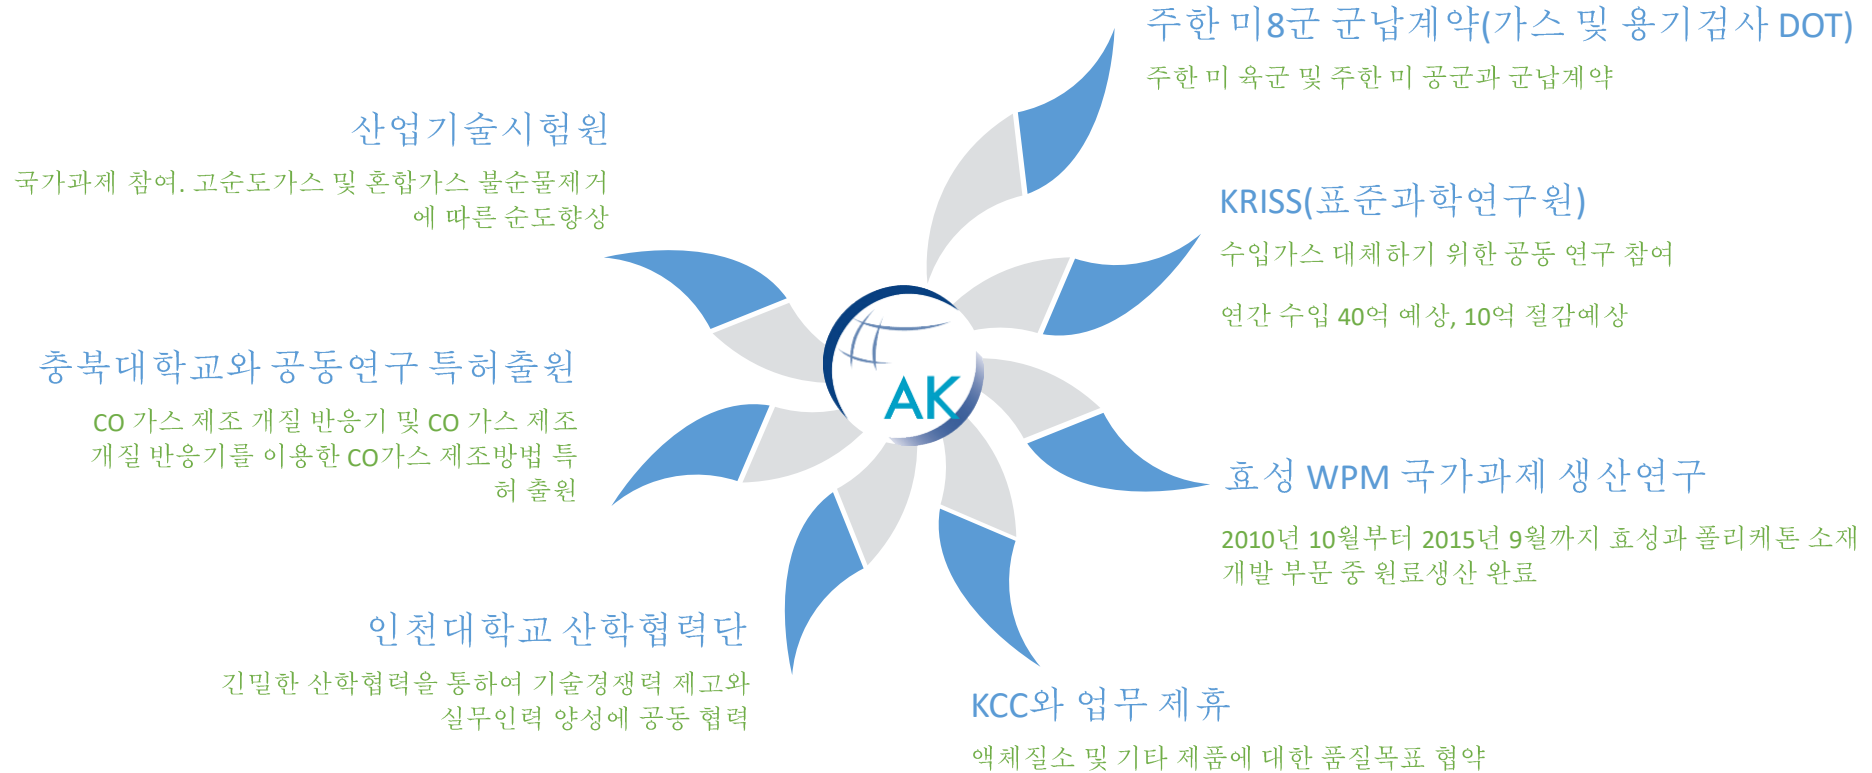 주한 미8군 군납계약(가스 및 용기검사 DOT)
주한 미 육군 및 주한 미 공군과 군납계약
산업기술시험원
국가과제 참여. 고순도가스 및 혼합가스 불순물제거
에 따른 순도향상
KRISS(표준과학연구원)
수입가스 대체하기 위한 공동 연구 참여
연간 수입 40억 예상, 10억 절감예상
충북대학교와 공동연구 특허출원
CO 가스 제조 개질 반응기 및 CO 가스 제조
개질 반응기를 이용한 CO가스 제조방법 특
허 출원
AK
효성 WPM 국가과제 생산연구
2010년 10월부터 2015년 9월까지 효성과 폴리케톤 소재
개발 부문 중 원료생산 완료
인천대학교 산학협력단
긴밀한 산학협력을 통하여 기술경쟁력 제고와
실무인력 양성에 공동 협력
KCC와 업무 제휴
액체질소 및 기타 제품에 대한 품질목표 협약